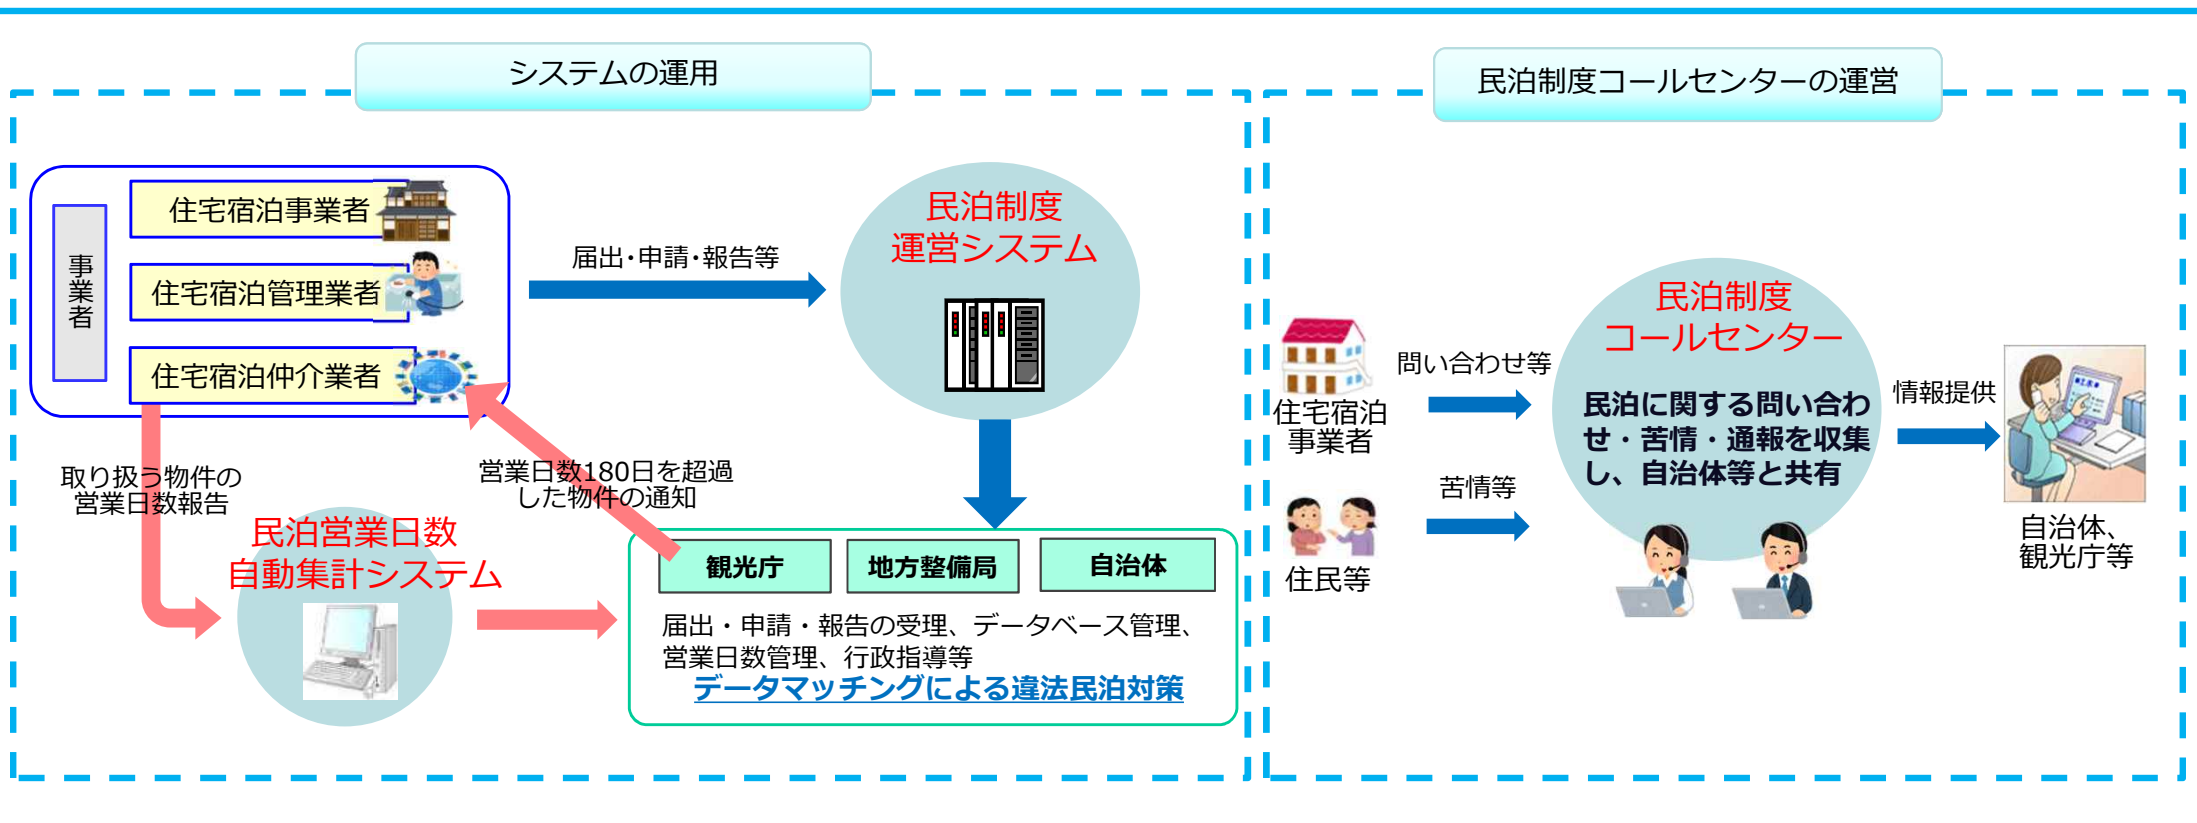 システムの運用
民泊制度コールセンターの運営
事業者
住宅宿泊事業者
住宅宿泊管理業者
住宅宿泊仲介業者
届出・申請・報告等
民泊制度
運営システム
取り扱う物件の
営業日数報告
営業日数180日を超過
した物件の通知
民泊営業日数
自動集計システム
観光庁
地方整備局
自治体
届出・申請・報告の受理、データベース管理、
営業日数管理、行政指導等
データマッチングによる違法民泊対策
住宅宿泊
事業者
問い合わせ等
住民等
苦情等
民泊制度
コールセンター
民泊に関する問い合わ
せ・苦情・通報を収集
し、自治体等と共有
情報提供
自治体、
観光庁等